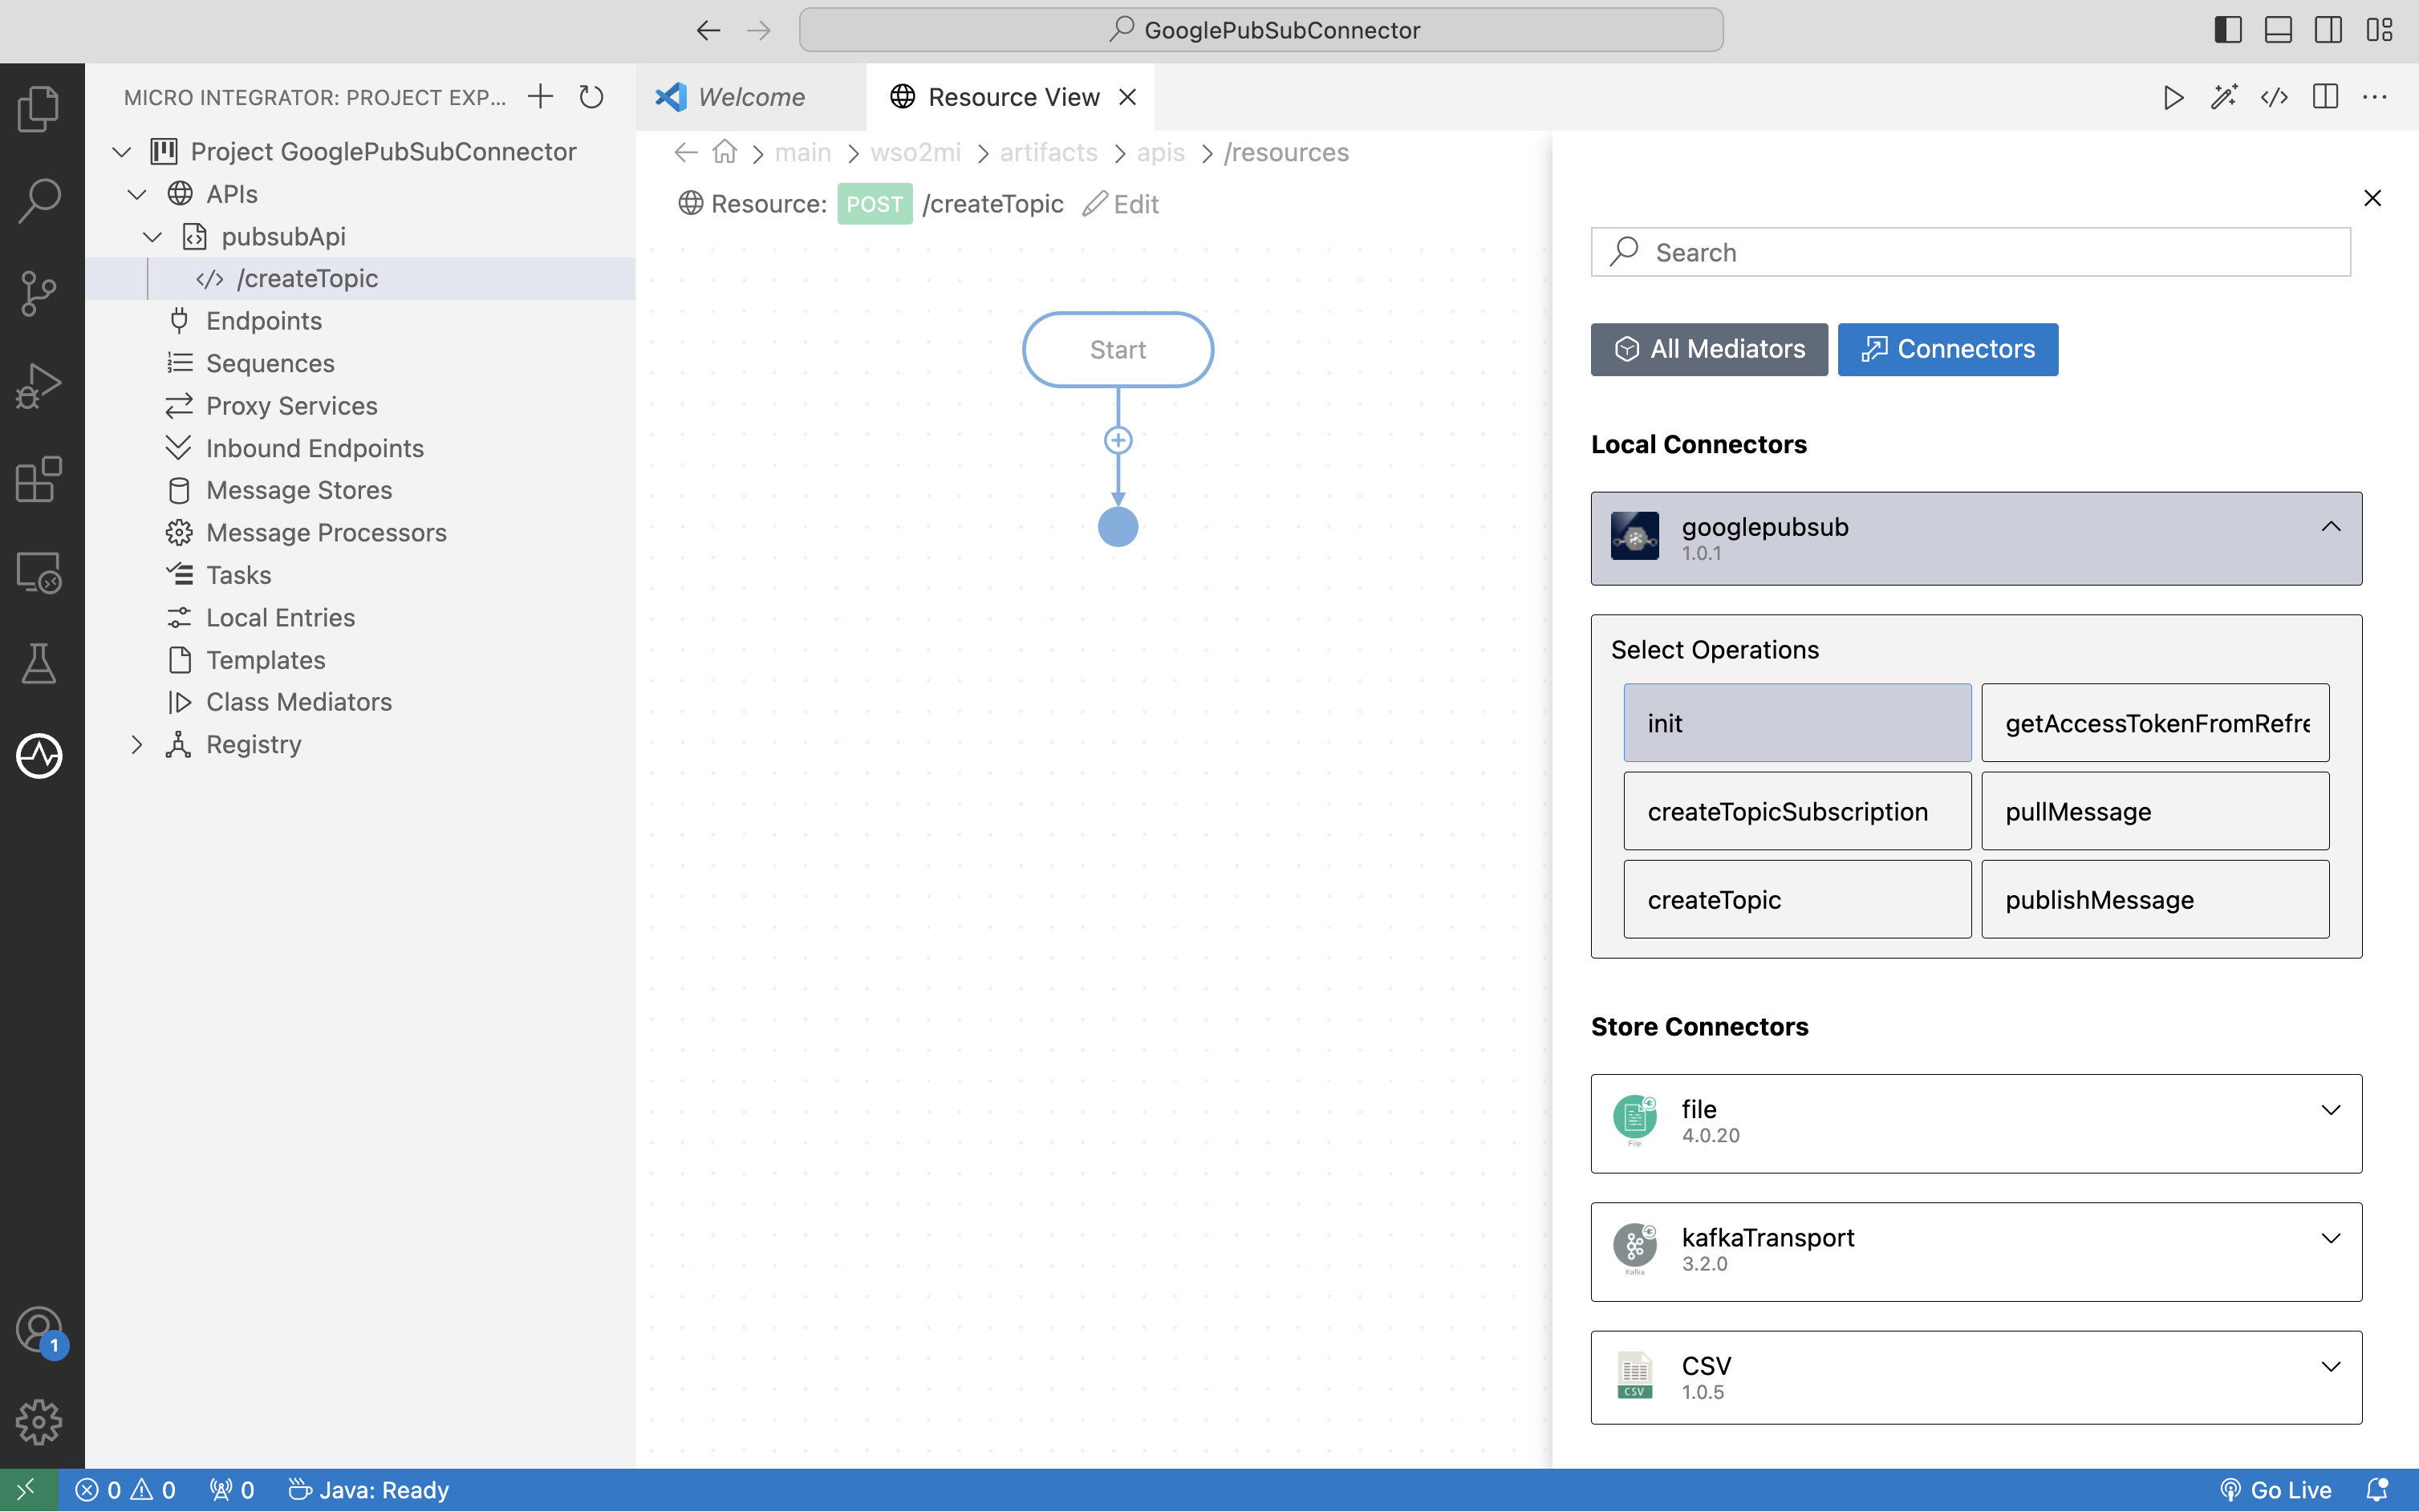 GooglePubSubConnector
MICRO INTEGRATOR: PROJECT EXP...
Project GooglePubSubConnector
APIs
pubsubApi
/createTopic
Endpoints
Sequences
Proxy Services
Inbound Endpoints
Message Stores
Message Processors
Tasks
Local Entries
Templates
Class Mediators
Registry
Welcome
Resource View
main > wso2mi > artifacts > apis > /resources
Resource: POST /createTopic Edit
Start
Search
All Mediators
Connectors
Local Connectors
googlepubsub
1.0.1
Select Operations
init
getAccessTokenFromRefre
createTopicSubscription
pullMessage
createTopic
publishMessage
Store Connectors
file
4.0.20
File
kafkaTransport
3.2.0
Kafka
CSV
1.0.5
CSV
1
0 0 0 Java: Ready
Go Live